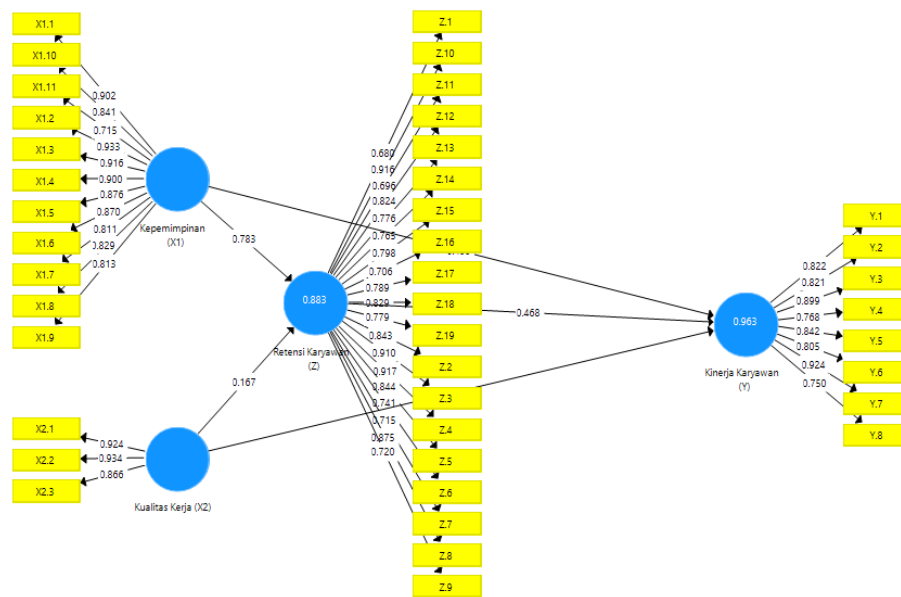 X1.1
X1.10
X1.11
X1.2
X1.3
X1.4
X1.5
X1.6
X1.7
X1.8
X1.9
0.902
0.841
0.715
0.933
0.916
0.900
0.876
0.870
0.811
0.829
0.813
Kepemimpinan
(X1)
0.783
X2.1
X2.2
X2.3
0.924
0.934
0.866
Kualitas Kerja (X2)
0.167
0.883
Retensi Karyawan
(Z)
0.680
0.916
0.696
0.824
0.776
0.765
0.798
0.706
0.789
0.829
0.779
0.843
0.910
0.917
0.844
0.741
0.715
0.875
0.720
Z.1
Z.10
Z.11
Z.12
Z.13
Z.14
Z.15
Z.16
Z.17
Z.18
Z.19
Z.2
Z.3
Z.4
Z.5
Z.6
Z.7
Z.8
Z.9
0.468
0.963
Kinerja Karyawan
(Y)
0.822
0.821
0.899
0.768
0.842
0.805
0.924
0.750
Y.1
Y.2
Y.3
Y.4
Y.5
Y.6
Y.7
Y.8